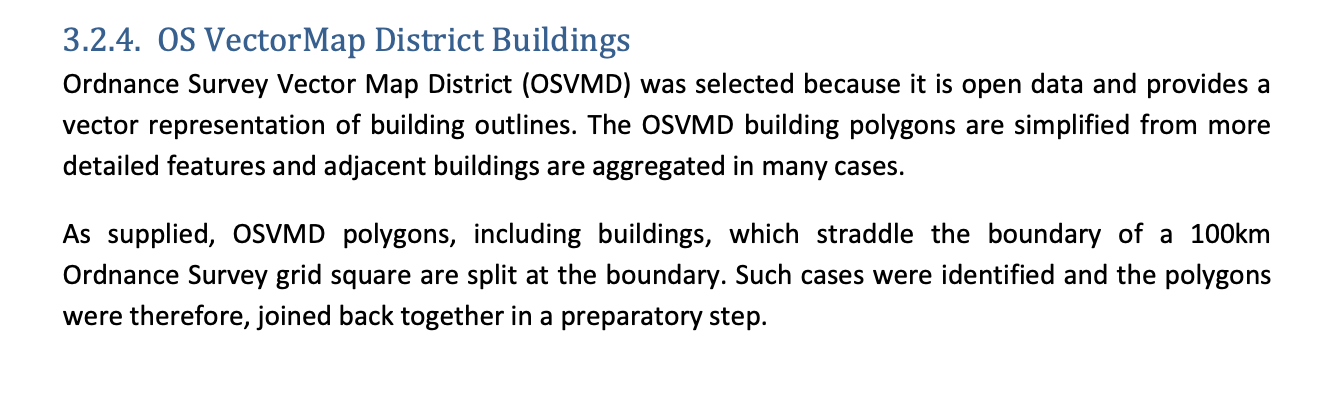 3.2.4. OS VectorMap District Buildings
Ordnance Survey Vector Map District (OSVMD) was selected because it is open data and provides a
vector representation of building outlines. The OSVMD building polygons are simplified from more
detailed features and adjacent buildings are aggregated in many cases.
As supplied, OSVMD polygons, including buildings, which straddle the boundary of a 100km
Ordnance Survey grid square are split at the boundary. Such cases were identified and the polygons
were therefore, joined back together in a preparatory step.